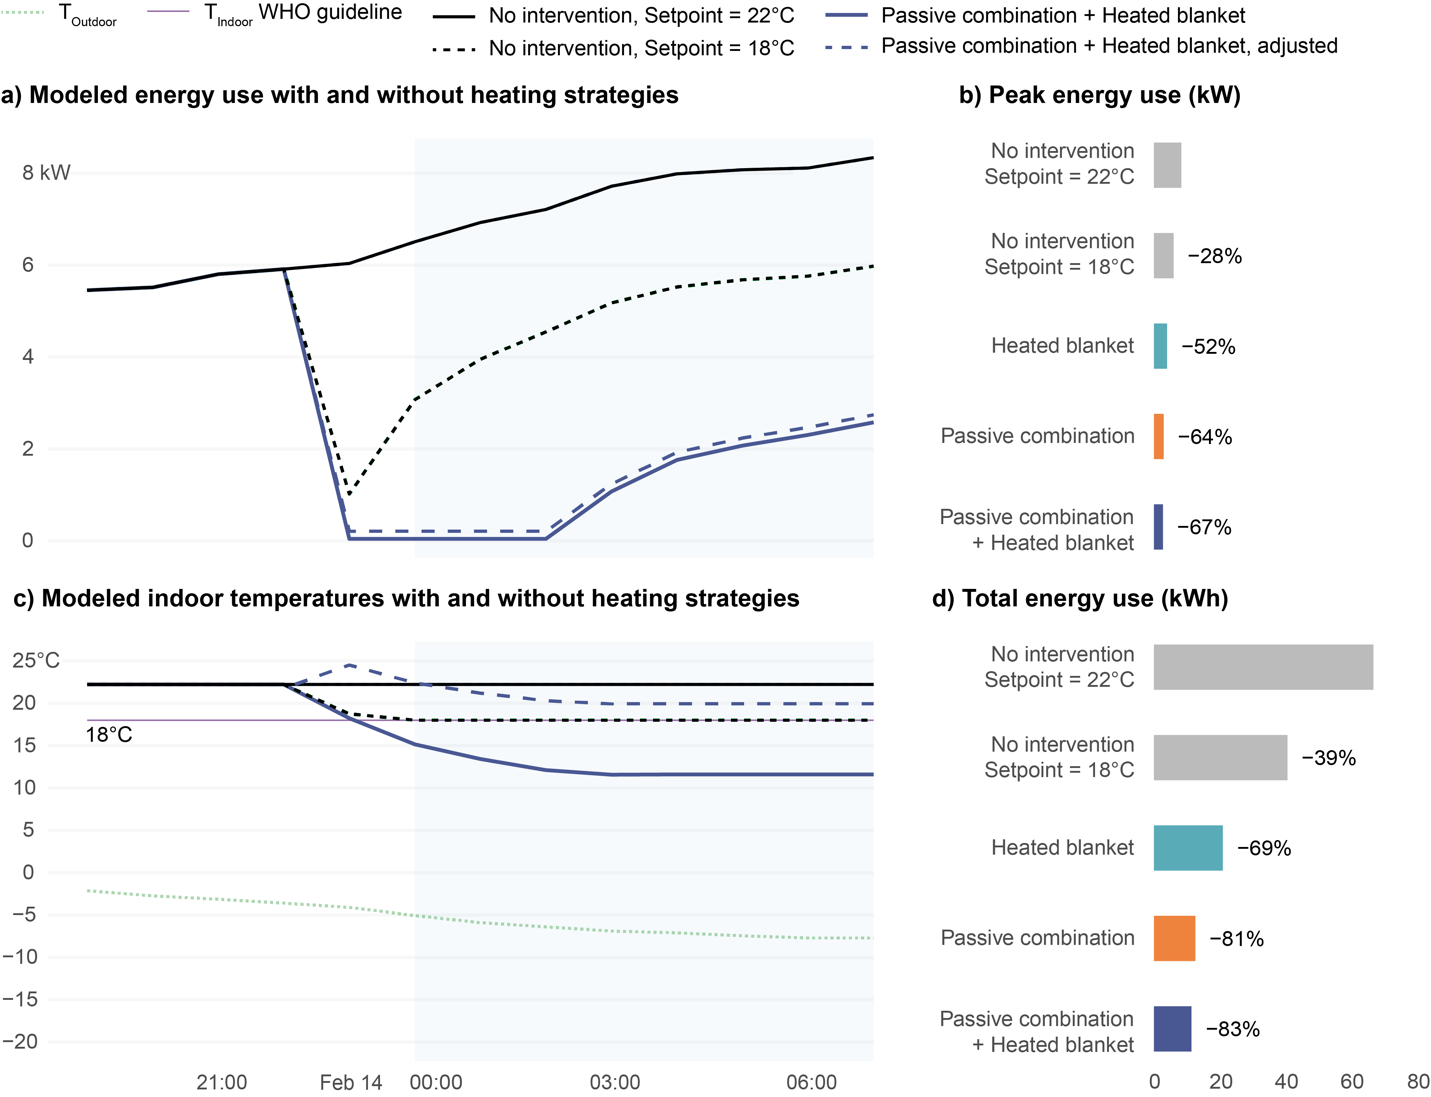 TOutdoor
TIndoor WHO guideline
No intervention, Setpoint = 22°C
Passive combination + Heated blanket
No intervention, Setpoint = 18°C
Passive combination + Heated blanket, adjusted
a) Modeled energy use with and without heating strategies
8 kW
6
4
2
0
b) Peak energy use (kW)
No intervention
Setpoint = 22°C
No intervention
Setpoint = 18°C
−28%
Heated blanket
−52%
Passive combination
−64%
Passive combination
+ Heated blanket
−67%
c) Modeled indoor temperatures with and without heating strategies
25°C
20
18°C
15
10
5
0
−5
−10
−15
−20
21:00
Feb 14
00:00
03:00
06:00
d) Total energy use (kWh)
No intervention
Setpoint = 22°C
No intervention
Setpoint = 18°C
−39%
Heated blanket
−69%
Passive combination
−81%
Passive combination
+ Heated blanket
−83%
0
20
40
60
80